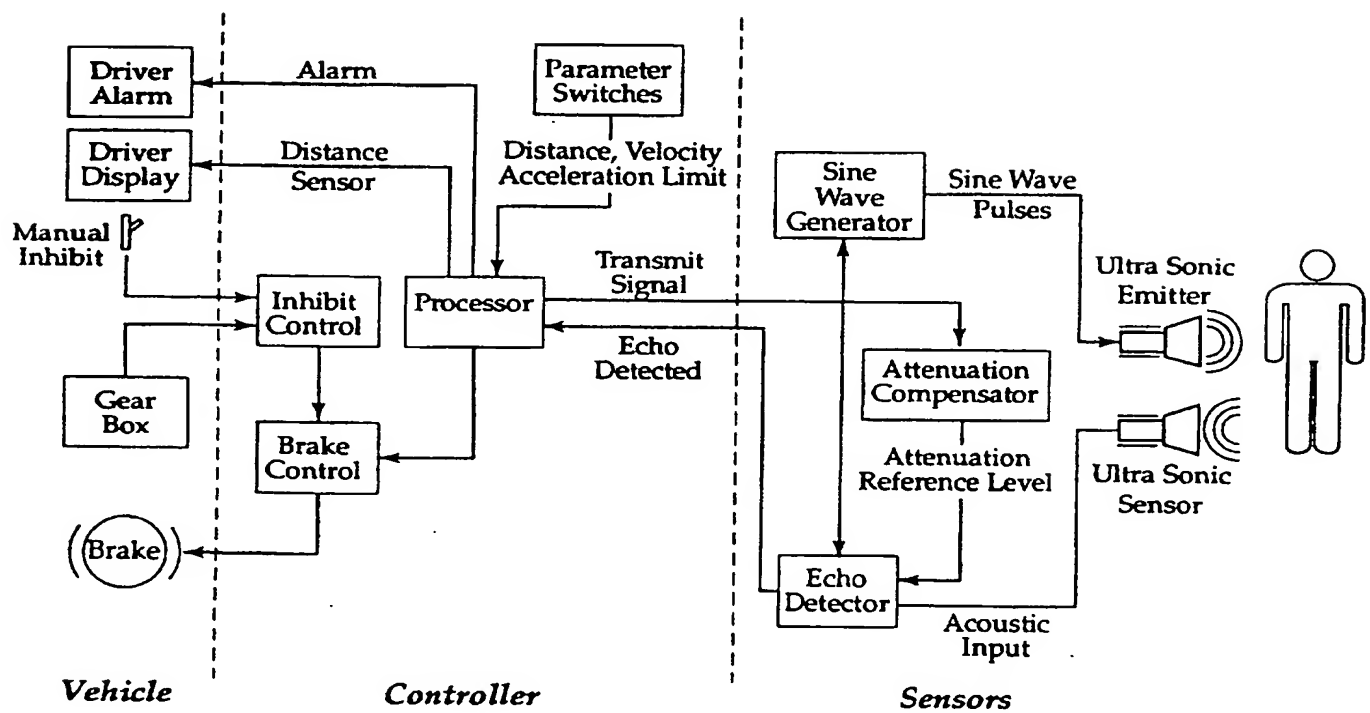 Driver
Alarm
Alarm
Parameter
Switches
Driver
Display
Distance
Sensor
Distance, Velocity
Acceleration Limit
Sine
Wave
Generator
Sine Wave
Pulses
Manual
Inhibit
Inhibit
Control
Processor
Transmit
Signal
Echo
Detected
Ultra Sonic
Emitter
Gear
Box
Attenuation
Compensator
Brake
Control
Attenuation
Reference Level
Ultra Sonic
Sensor
Brake
Echo
Detector
Acoustic
Input
Vehicle
Controller
Sensors